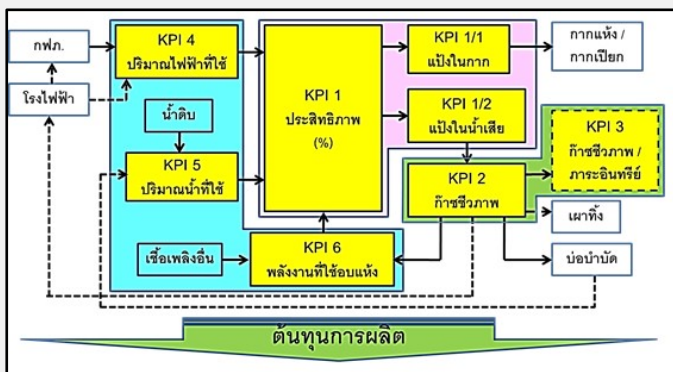 กฟภ.
KPI 4
ปริมาณไฟฟ้าที่ใช้
KPI 1
ประสิทธิภาพ
(%)
KPI 1/1
แป้งในกาก
กากแห้ง /
กากเปียก
โรงไฟฟ้า
น้ำดิบ
KPI 1/2
แป้งในน้ำเสีย
KPI 3
ก๊าซชีวภาพ /
ภาระอินทรีย์
KPI 5
ปริมาณน้ำที่ใช้
KPI 2
ก๊าซชีวภาพ
เผาทิ้ง
เชื้อเพลิงอื่น
KPI 6
พลังงานที่ใช้อบแห้ง
บ่อบำบัด
ต้นทุนการผลิต